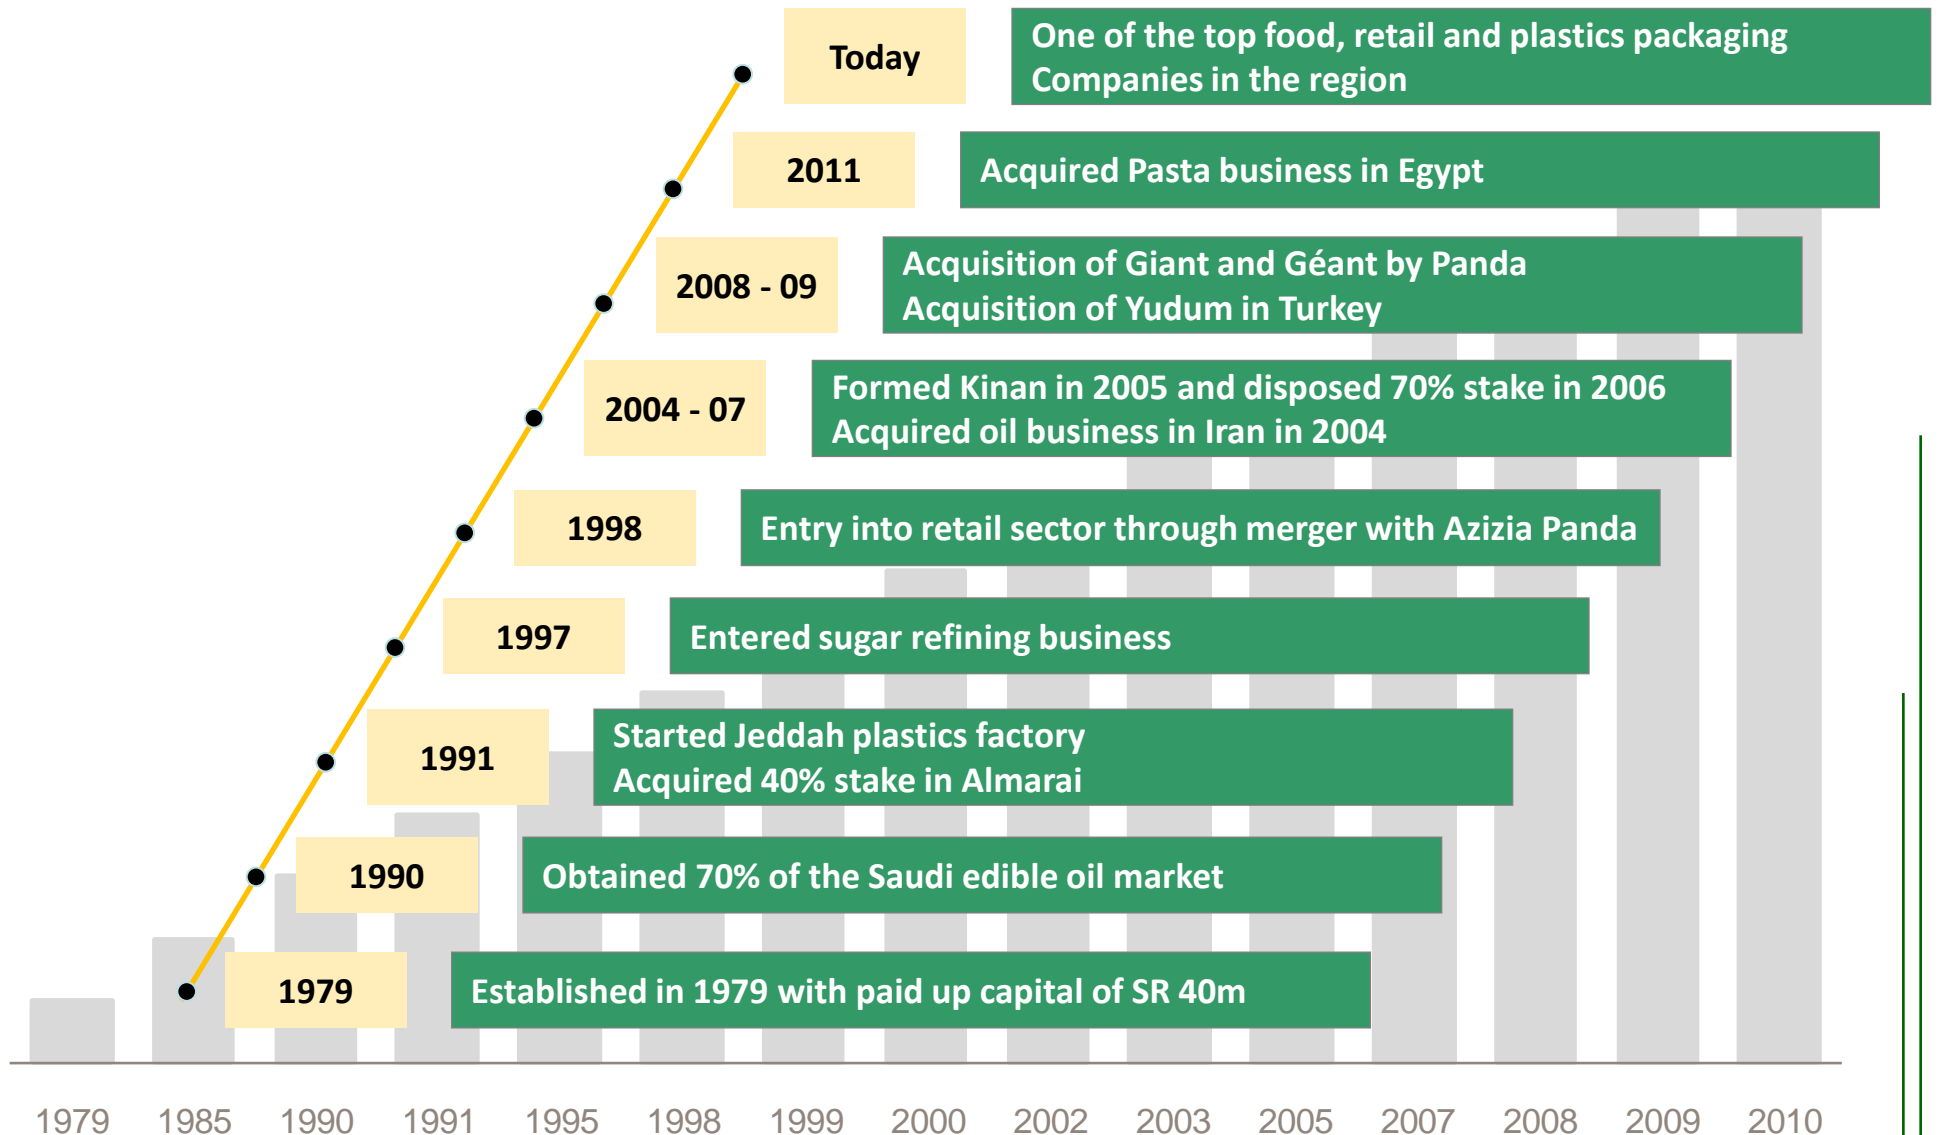 Today
One of the top food, retail and plastics packaging
Companies in the region
2011
Acquired Pasta business in Egypt
2008 - 09
Acquisition of Giant and Géant by Panda
Acquisition of Yudum in Turkey
2004 - 07
Formed Kinan in 2005 and disposed 70% stake in 2006
Acquired oil business in Iran in 2004
1998
Entry into retail sector through merger with Azizia Panda
1997
Entered sugar refining business
1991
Started Jeddah plastics factory
Acquired 40% stake in Almarai
1990
Obtained 70% of the Saudi edible oil market
1979
Established in 1979 with paid up capital of SR 40m
1979 1985 1990 1991 1995 1998 1999 2000 2002 2003 2005 2007 2008 2009 2010